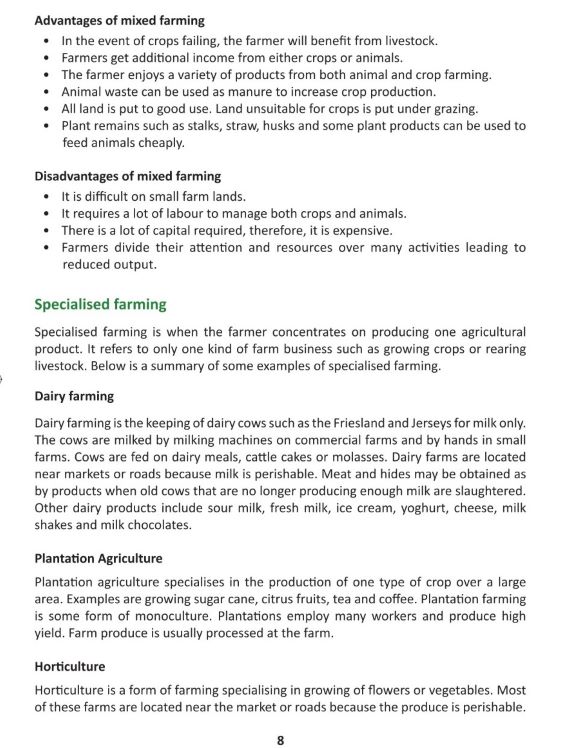 Advantages of mixed farming
• In the event of crops failing, the farmer will benefit from livestock.
• Farmers get additional income from either crops or animals.
• The farmer enjoys a variety of products from both animal and crop farming.
• Animal waste can be used as manure to increase crop production.
• All land is put to good use. Land unsuitable for crops is put under grazing.
• Plant remains such as stalks, straw, husks and some plant products can be used to
feed animals cheaply.
Disadvantages of mixed farming
• It is difficult on small farm lands.
• It requires a lot of labour to manage both crops and animals.
• There is a lot of capital required, therefore, it is expensive.
• Farmers divide their attention and resources over many activities leading to
reduced output.
Specialised farming
Specialised farming is when the farmer concentrates on producing one agricultural
product. It refers to only one kind of farm business such as growing crops or rearing
livestock. Below is a summary of some examples of specialised farming.
Dairy farming
Dairy farming is the keeping of dairy cows such as the Friesland and Jerseys for milk only.
The cows are milked by milking machines on commercial farms and by hands in small
farms. Cows are fed on dairy meals, cattle cakes or molasses. Dairy farms are located
near markets or roads because milk is perishable. Meat and hides may be obtained as
by products when old cows that are no longer producing enough milk are slaughtered.
Other dairy products include sour milk, fresh milk, ice cream, yoghurt, cheese, milk
shakes and milk chocolates.
Plantation Agriculture
Plantation agriculture specialises in the production of one type of crop over a large
area. Examples are growing sugar cane, citrus fruits, tea and coffee. Plantation farming
is some form of monoculture. Plantations employ many workers and produce high
yield. Farm produce is usually processed at the farm.
Horticulture
Horticulture is a form of farming specialising in growing of flowers or vegetables. Most
of these farms are located near the market or roads because the produce is perishable.
8